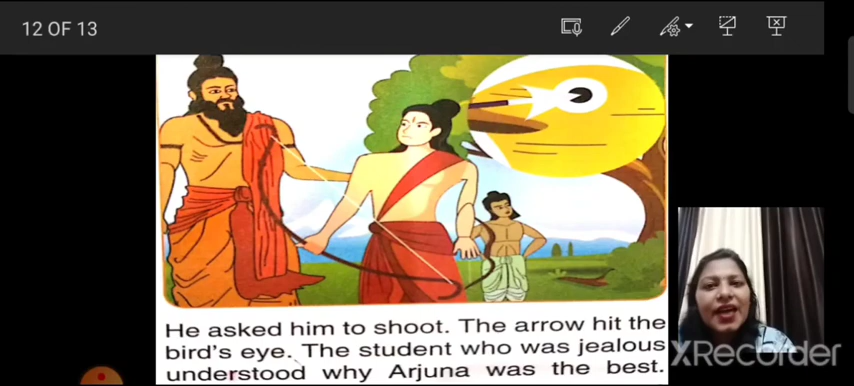 12 OF 13
He asked him to shoot. The arrow hit the
bird's eye. The student who was jealous
understood why Arjuna was the best.
XRecorder